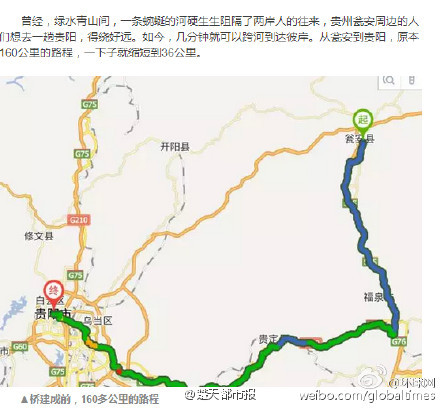 曾经，绿水青山间，一条蜿蜒的河硬生生阻隔了两岸人的往来，贵州瓮安周边的人
们想去一趟贵阳，得绕好远。如今，几分钟就可以跨河到达彼岸。从瓮安到贵阳，原本
160公里的路程，一下子就缩短到36公里。
起
瓮安县
开阳县
G75
G210
修文县
G75
终
白云区
贵阳市
乌当区
福泉
贵定
G76
市
▲桥建成前，160多公里的路程
@楚天都市报
weibo.com/globaltimes